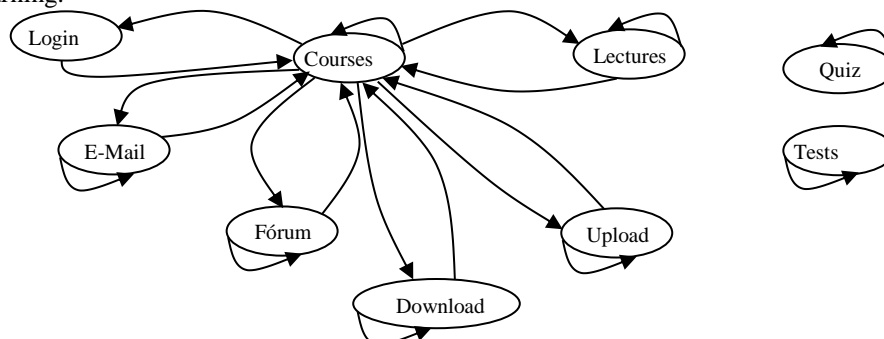 Login
Courses
Lectures
Quiz
E-Mail
Tests
Fórum
Upload
Download